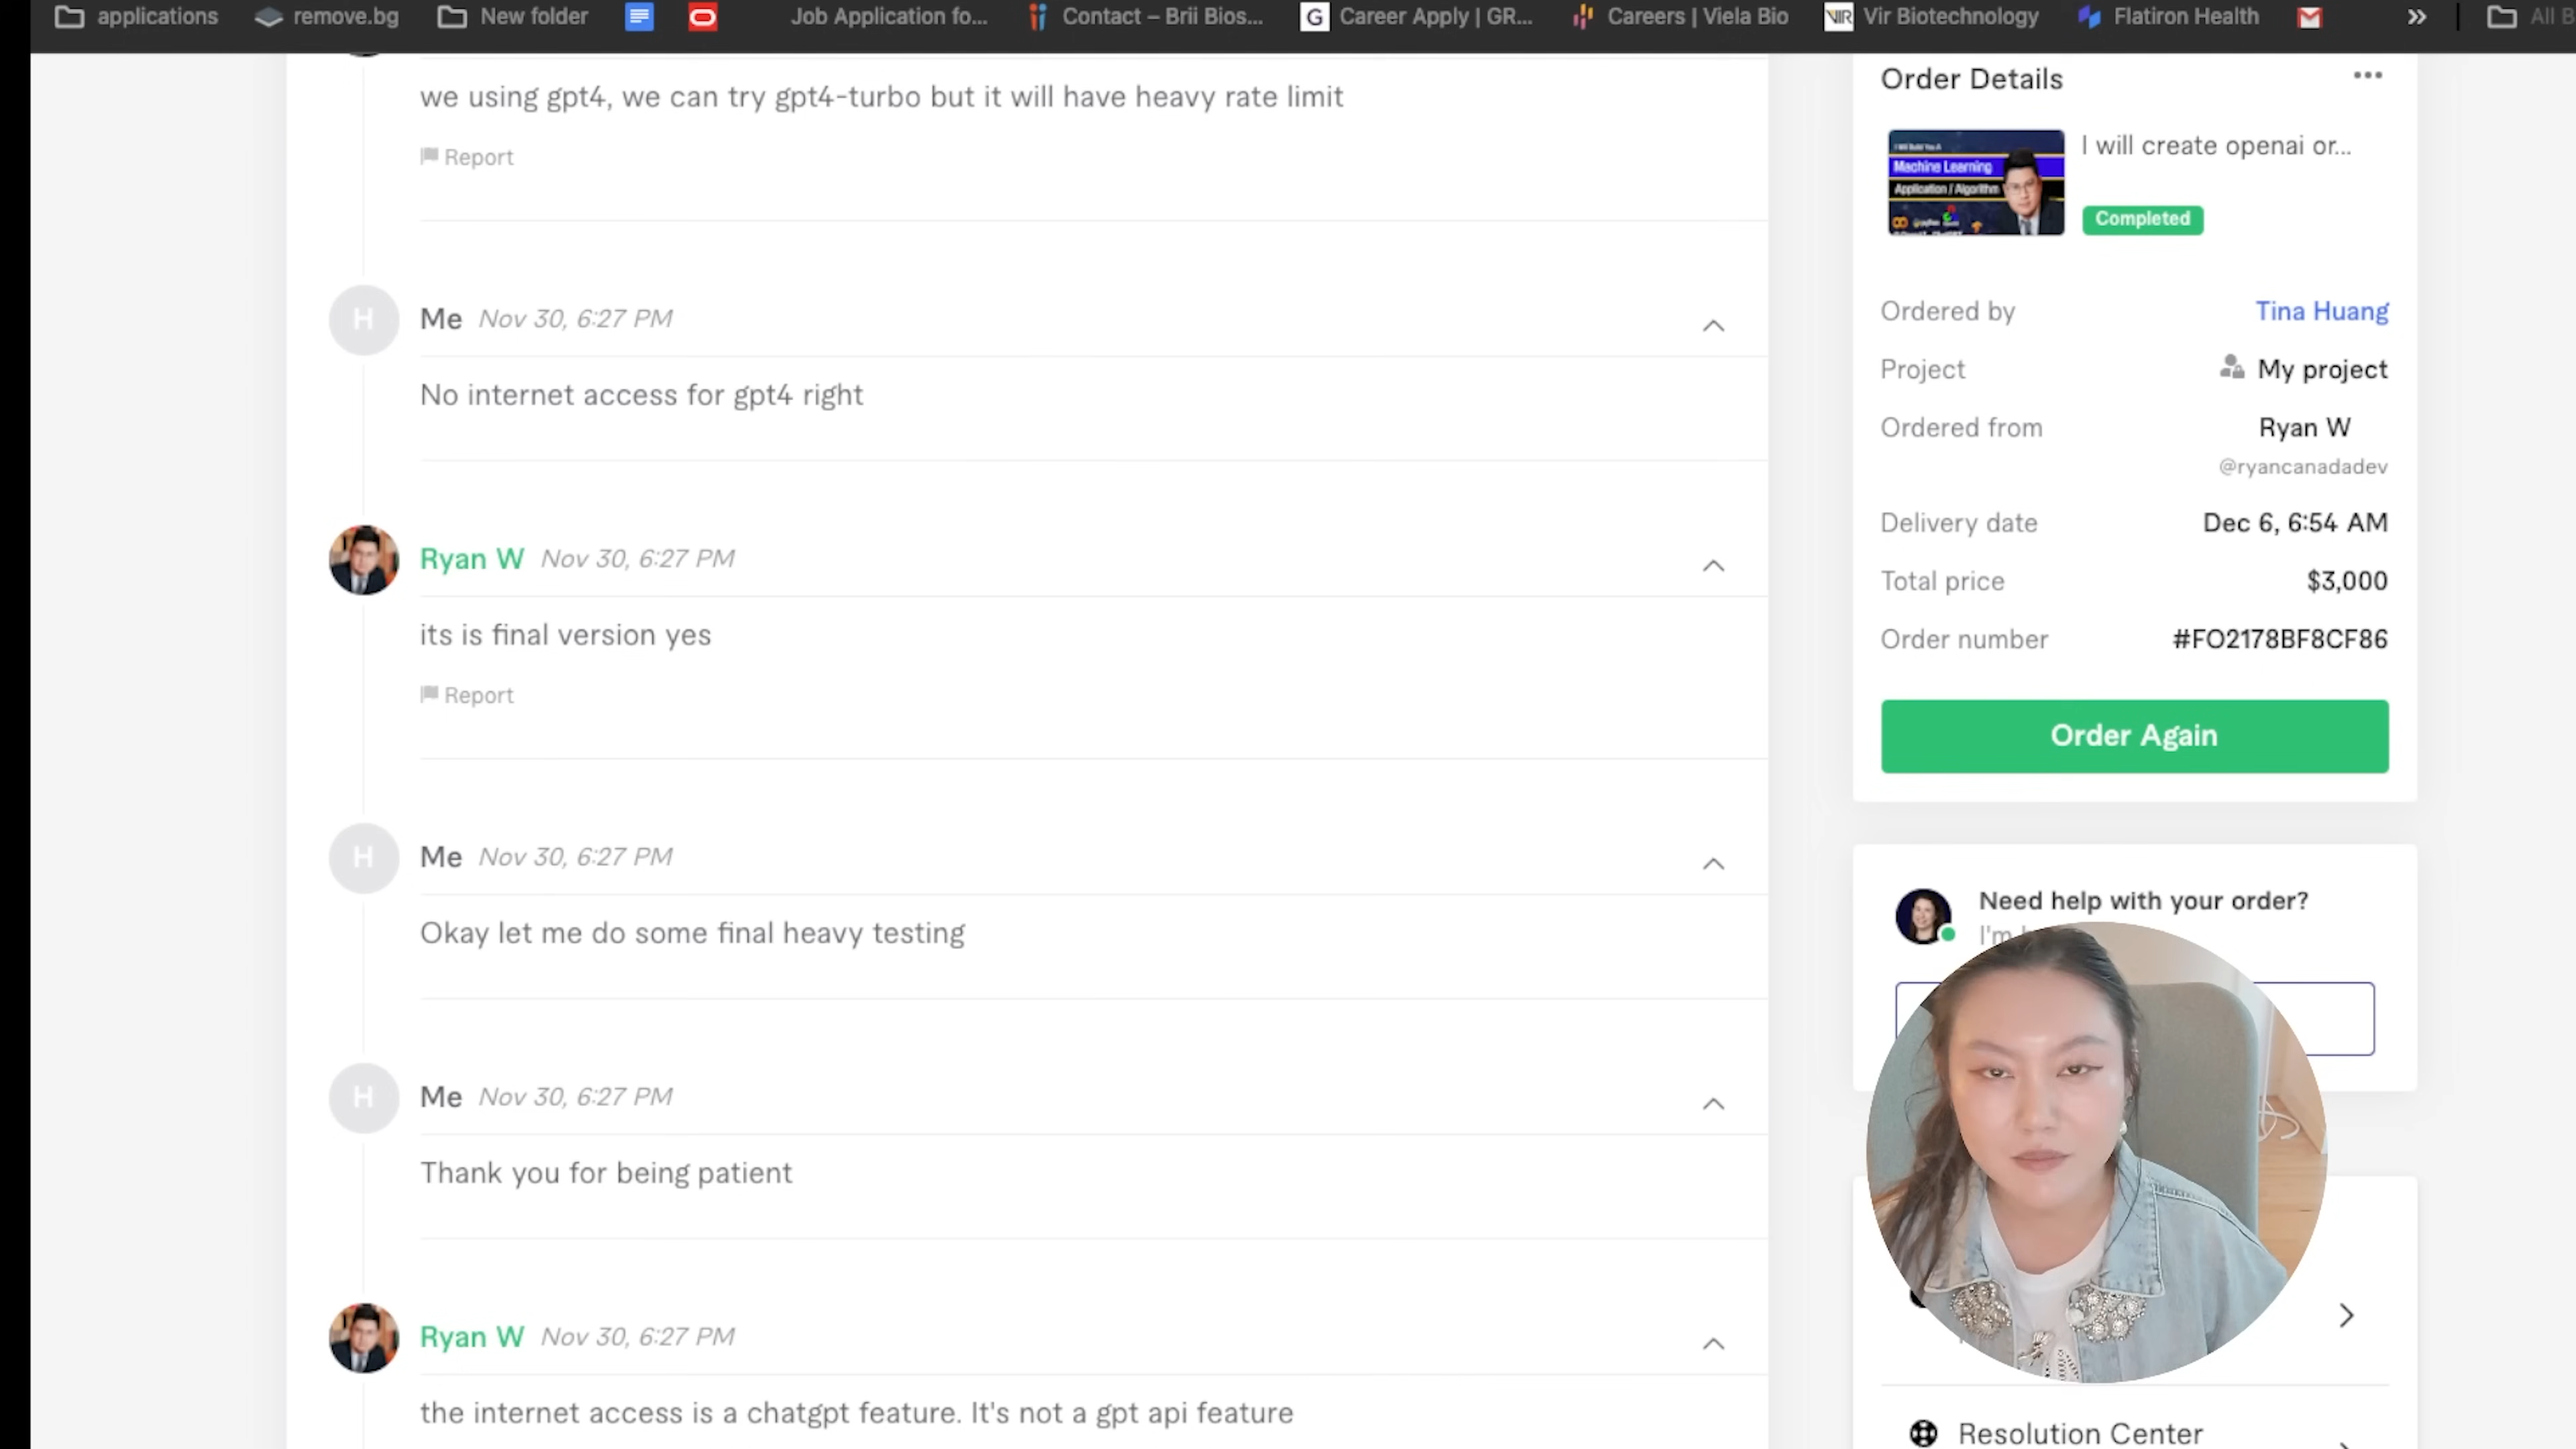 applications
remove.bg
New folder
Job Application fo...
Contact – Brii Bios...
G
Career Apply | GR...
Careers | Viela Bio
VIR
Vir Biotechnology
Flatiron Health
All B
we using gpt4, we can try gpt4-turbo but it will have heavy rate limit
Report
H
Me Nov 30, 6:27 PM
No internet access for gpt4 right
Ryan W Nov 30, 6:27 PM
its is final version yes
Report
H
Me Nov 30, 6:27 PM
Okay let me do some final heavy testing
H
Me Nov 30, 6:27 PM
Thank you for being patient
Ryan W Nov 30, 6:27 PM
the internet access is a chatgpt feature. It's not a gpt api feature
Order Details
Machine Learning
Application / Algorithm
I will create openai or...
Completed
Ordered by Tina Huang
Project My project
Ordered from Ryan W
@ryancanadadev
Delivery date Dec 6, 6:54 AM
Total price $3,000
Order number #FO2178BF8CF86
Order Again
Need help with your order?
I'm
Resolution Center